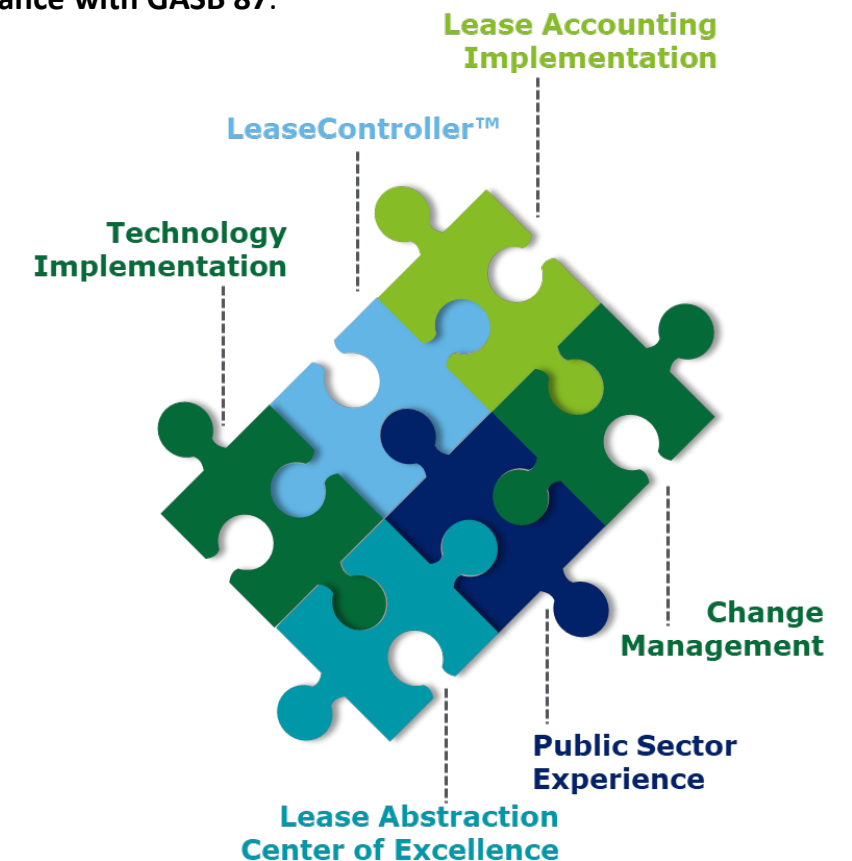 with GASB 87.
Lease Accounting
Implementation
LeaseController™
Technology
Implementation
Change
Management
Public Sector
Experience
Lease Abstraction
Center of Excellence